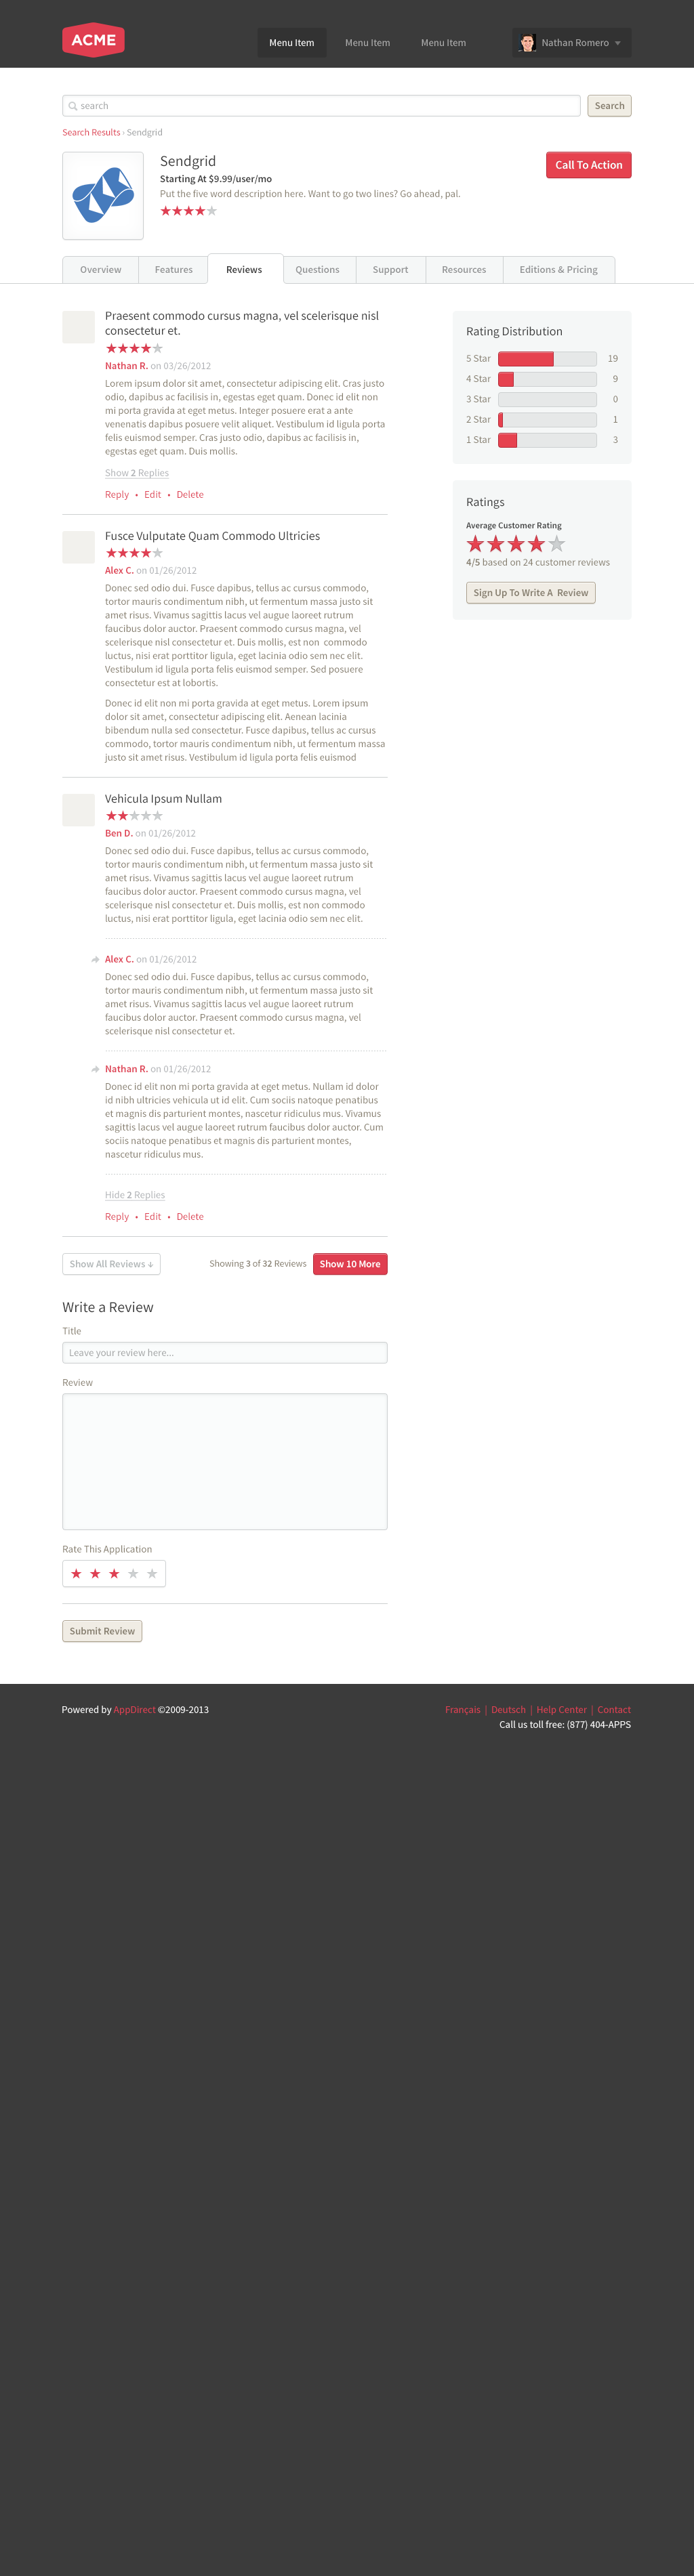 ACME
Menu Item
Menu Item
Menu Item
Nathan Romero
search
Search
Search Results › Sendgrid
Sendgrid
Starting At $9.99/user/mo
Put the five word description here. Want to go two lines? Go ahead, pal.
Call To Action
Overview
Features
Reviews
Questions
Support
Resources
Editions & Pricing
Praesent commodo cursus magna, vel scelerisque nisl
consectetur et.
Nathan R. on 03/26/2012
Lorem ipsum dolor sit amet, consectetur adipiscing elit. Cras justo
odio, dapibus ac facilisis in, egestas eget quam. Donec id elit non
mi porta gravida at eget metus. Integer posuere erat a ante
venenatis dapibus posuere velit aliquet. Vestibulum id ligula porta
felis euismod semper. Cras justo odio, dapibus ac facilisis in,
egestas eget quam. Duis mollis.
Show 2 Replies
Reply • Edit • Delete
Fusce Vulputate Quam Commodo Ultricies
Alex C. on 01/26/2012
Donec sed odio dui. Fusce dapibus, tellus ac cursus commodo,
tortor mauris condimentum nibh, ut fermentum massa justo
sit amet risus. Vivamus sagittis lacus vel augue laoreet rutrum
faucibus dolor auctor. Praesent commodo cursus magna, vel
scelerisque nisl consectetur et. Duis mollis, est non commodo
luctus, nisi erat porttitor ligula, eget lacinia odio sem nec elit.
Vestibulum id ligula porta felis euismod semper. Sed posuere
consectetur est at lobortis.
Donec id elit non mi porta gravida at eget metus. Lorem ipsum
dolor sit amet, consectetur adipiscing elit. Aenean lacinia
bibendum nulla sed consectetur. Fusce dapibus, tellus ac cursus
commodo, tortor mauris condimentum nibh, ut fermentum massa
justo sit amet risus. Vestibulum id ligula porta felis euismod
Vehicula Ipsum Nullam
Ben D. on 01/26/2012
Donec sed odio dui. Fusce dapibus, tellus ac cursus commodo,
tortor mauris condimentum nibh, ut fermentum massa justo sit
amet risus. Vivamus sagittis lacus vel augue laoreet rutrum
faucibus dolor auctor. Praesent commodo cursus magna, vel
scelerisque nisl consectetur et. Duis mollis, est non commodo
luctus, nisi erat porttitor ligula, eget lacinia odio sem nec elit.
Alex C. on 01/26/2012
Donec sed odio dui. Fusce dapibus, tellus ac cursus commodo,
tortor mauris condimentum nibh, ut fermentum massa justo sit
amet risus. Vivamus sagittis lacus vel augue laoreet rutrum
faucibus dolor auctor. Praesent commodo cursus magna, vel
scelerisque nisl consectetur et.
Nathan R. on 01/26/2012
Donec id elit non mi porta gravida at eget metus. Nullam id dolor
id nibh ultricies vehicula ut id elit. Cum sociis natoque penatibus
et magnis dis parturient montes, nascetur ridiculus mus. Vivamus
sagittis lacus vel augue laoreet rutrum faucibus dolor auctor. Cum
sociis natoque penatibus et magnis dis parturient montes,
nascetur ridiculus mus.
Hide 2 Replies
Reply • Edit • Delete
Show All Reviews ↓
Showing 3 of 32 Reviews
Show 10 More
Write a Review
Title
Leave your review here...
Review
Rate This Application
Submit Review
Rating Distribution
5 Star 19
4 Star 9
3 Star 0
2 Star 1
1 Star 3
Ratings
Average Customer Rating
4/5 based on 24 customer reviews
Sign Up To Write A Review
Powered by AppDirect ©2009-2013
Français | Deutsch | Help Center | Contact
Call us toll free: (877) 404-APPS